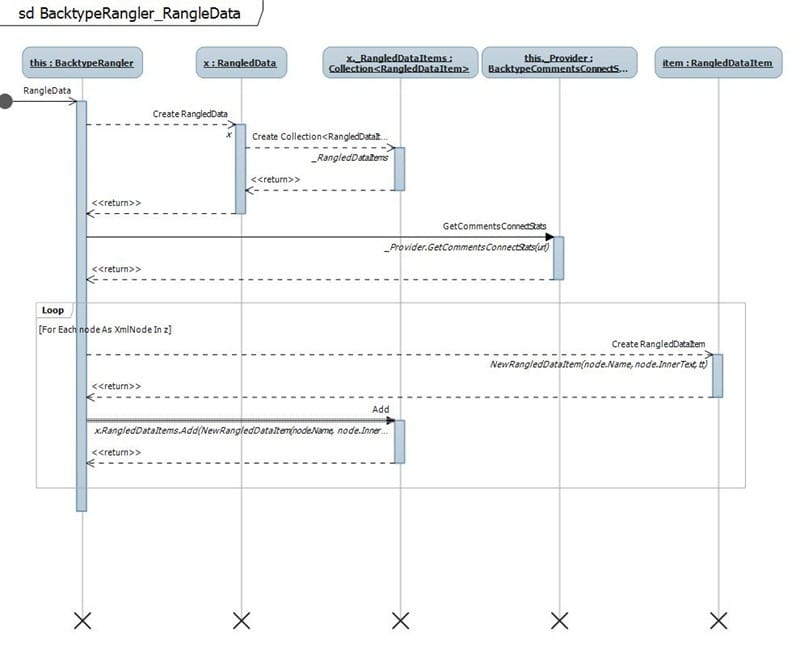 sd BacktypeRangler_RangleData
this : BacktypeRangler
x : RangledData
x._RangledDataItems :
Collection<RangledDataItem>
this._Provider :
BacktypeCommentsConnectS...
item : RangledDataItem
RangleData
Create RangledData
x
Create Collection<RangledDataIt...
_RangledDataItems
<<return>>
<<return>>
GetCommentsConnectStats
_Provider.GetCommentsConnectStats(url)
<<return>>
Loop
[For Each node As XmlNode In z]
Create RangledDataItem
NewRangledDataItem(node.Name, node.InnerText, tt)
<<return>>
Add
x.RangledDataItems.Add(NewRangledDataItem(nodeName, node.Inner...
<<return>>